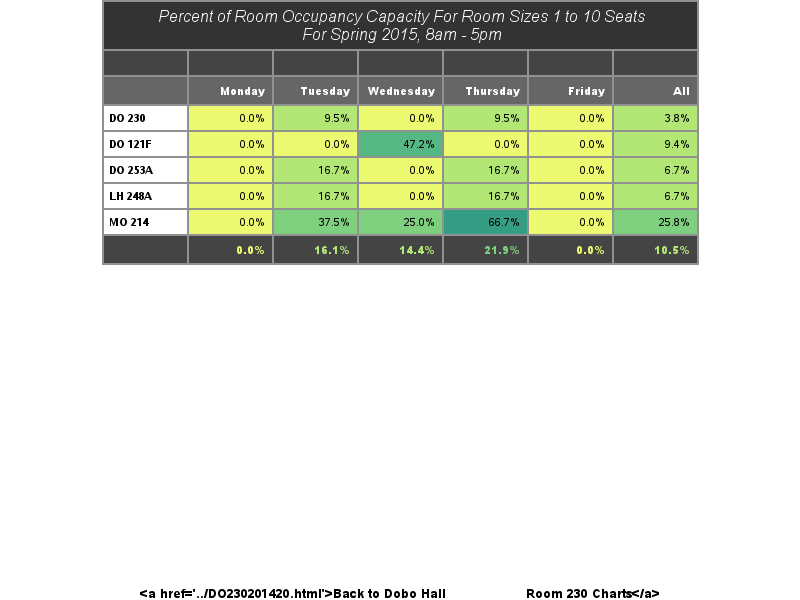 Percent of Room Occupancy Capacity For Room Sizes 1 to 10 Seats
For Spring 2015, 8am - 5pm
Monday Tuesday Wednesday Thursday Friday All
DO 230 0.0% 9.5% 0.0% 9.5% 0.0% 3.8%
DO 121F 0.0% 0.0% 47.2% 0.0% 0.0% 9.4%
DO 253A 0.0% 16.7% 0.0% 16.7% 0.0% 6.7%
LH 248A 0.0% 16.7% 0.0% 16.7% 0.0% 6.7%
MO 214 0.0% 37.5% 25.0% 66.7% 0.0% 25.8%
0.0% 16.1% 14.4% 21.9% 0.0% 10.5%
<a href='../DO230201420.html'>Back to Dobo Hall Room 230 Charts</a>